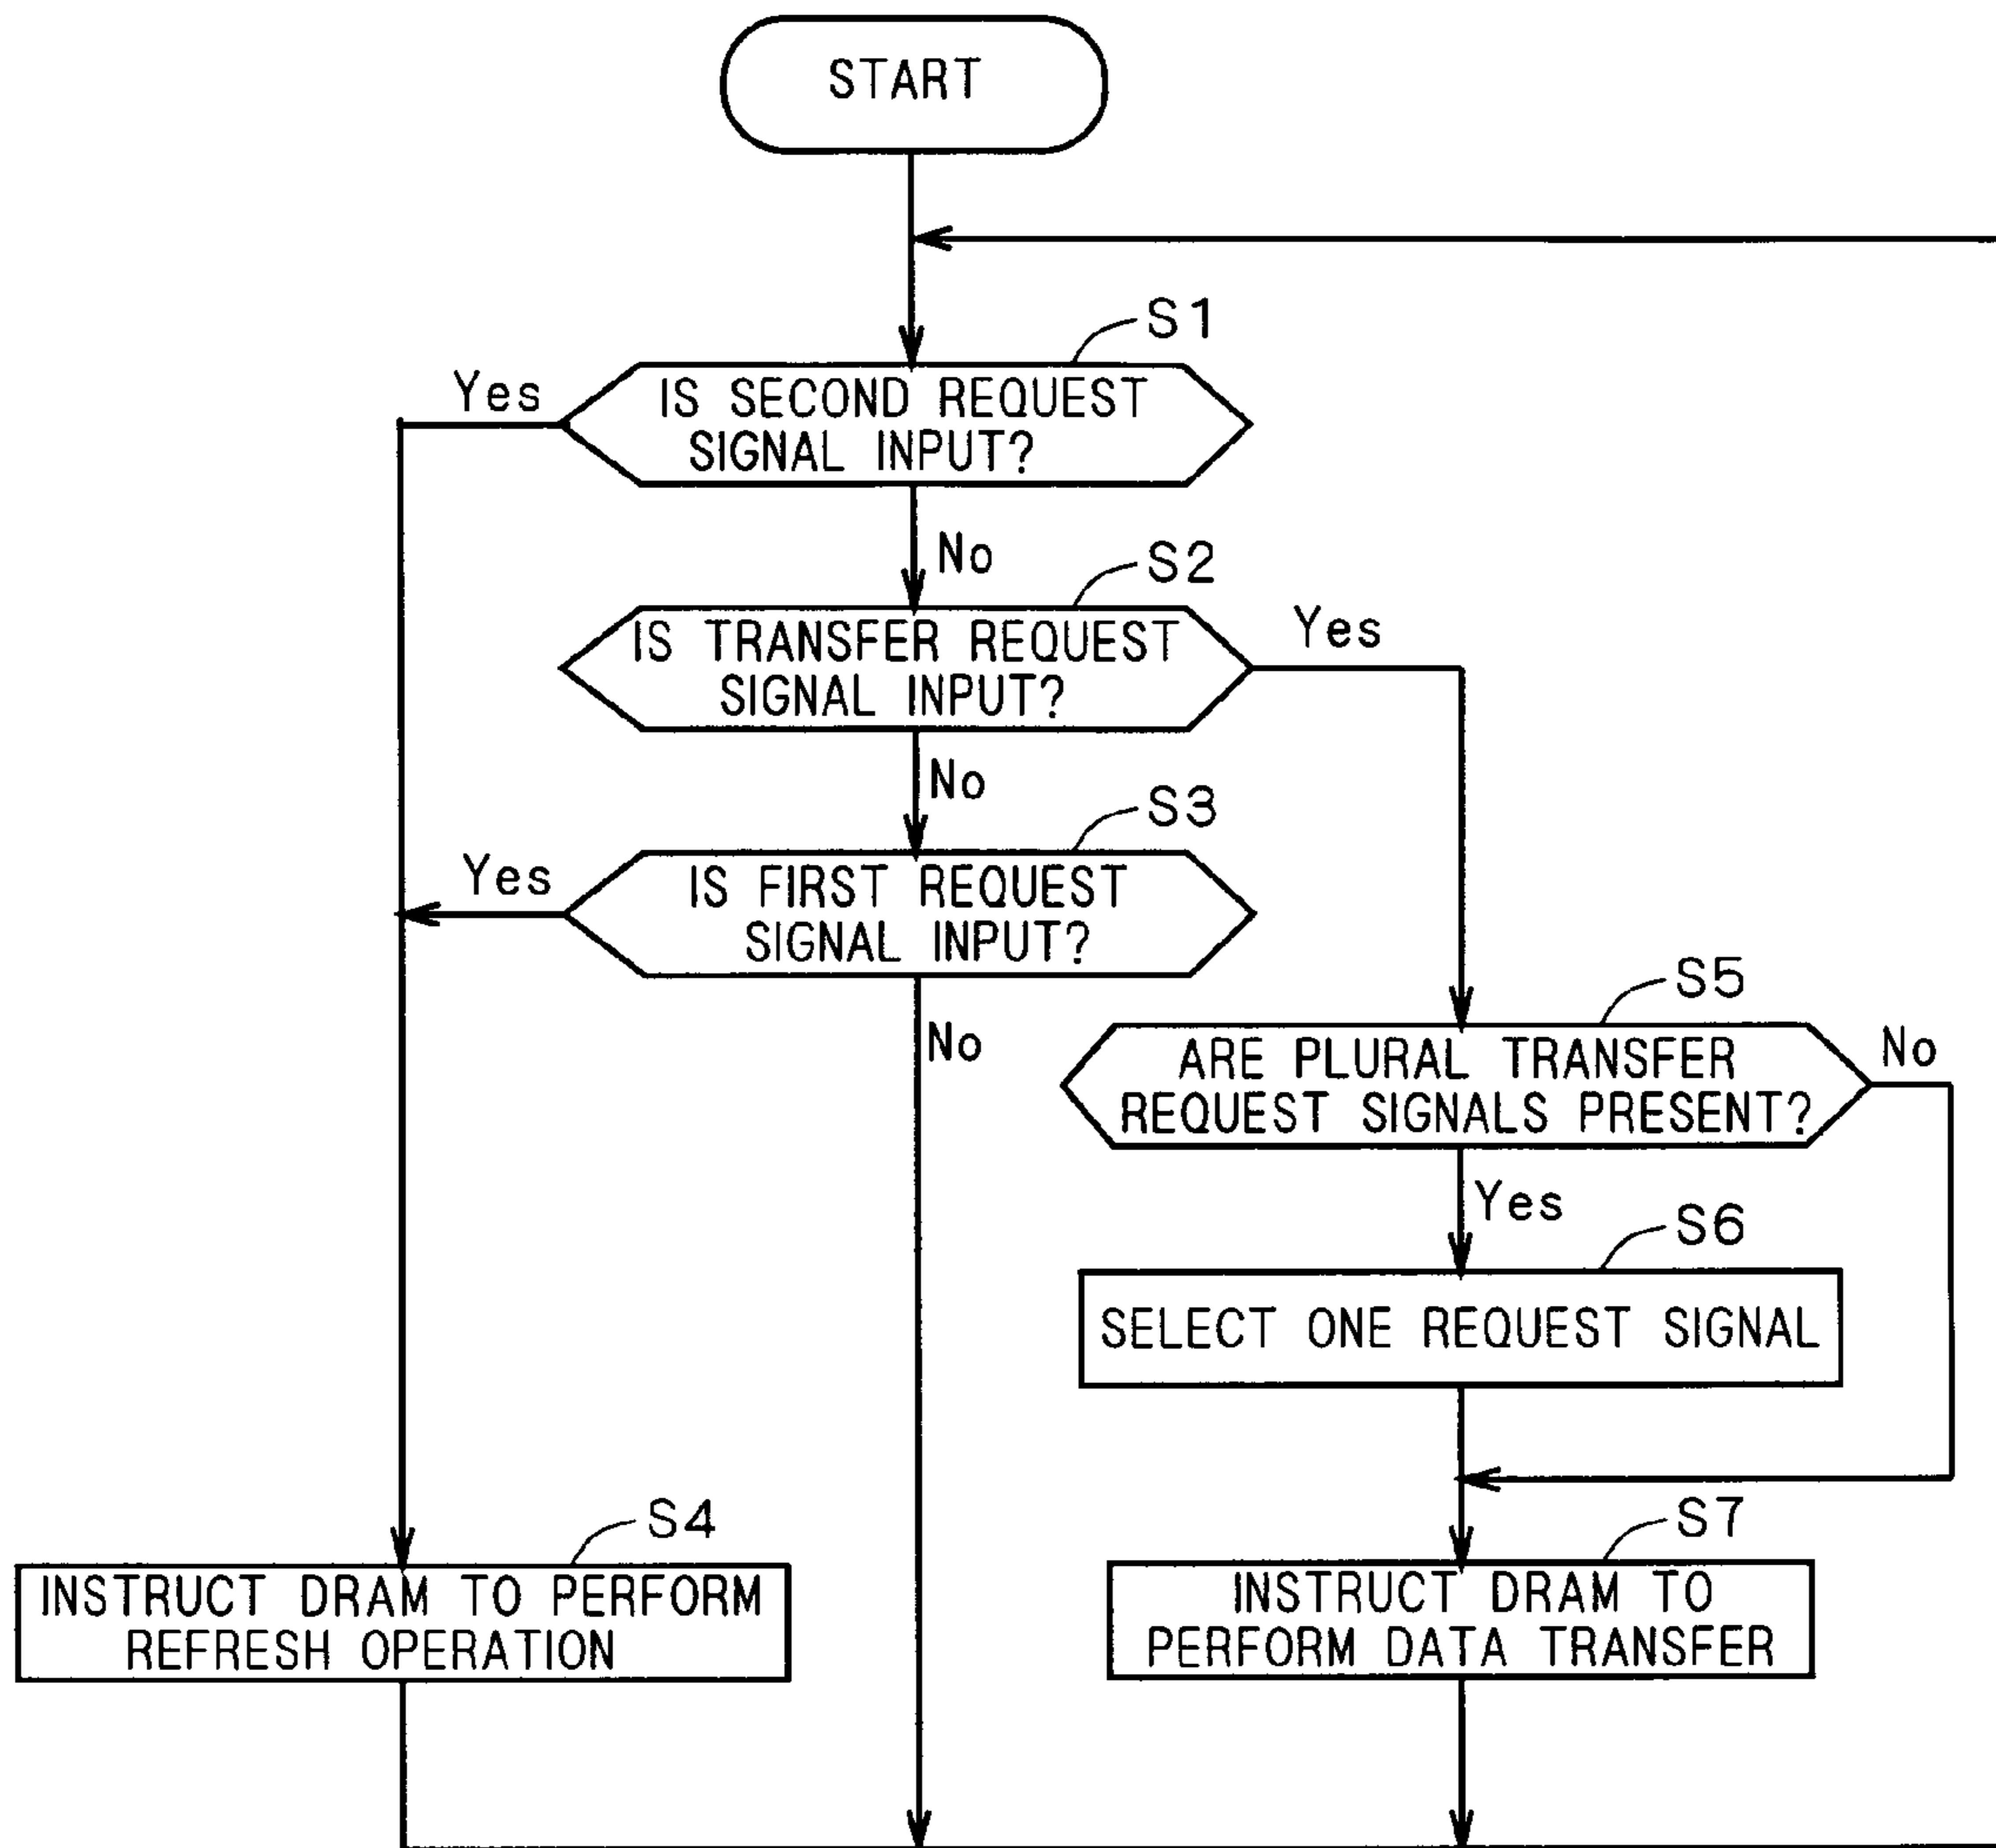 START
S1
Yes
IS SECOND REQUEST
SIGNAL INPUT?
No
S2
IS TRANSFER REQUEST
SIGNAL INPUT?
Yes
No
S3
Yes
IS FIRST REQUEST
SIGNAL INPUT?
No
S5
ARE PLURAL TRANSFER
REQUEST SIGNALS PRESENT?
No
Yes
S6
SELECT ONE REQUEST SIGNAL
S4
INSTRUCT DRAM TO PERFORM
REFRESH OPERATION
S7
INSTRUCT DRAM TO
PERFORM DATA TRANSFER